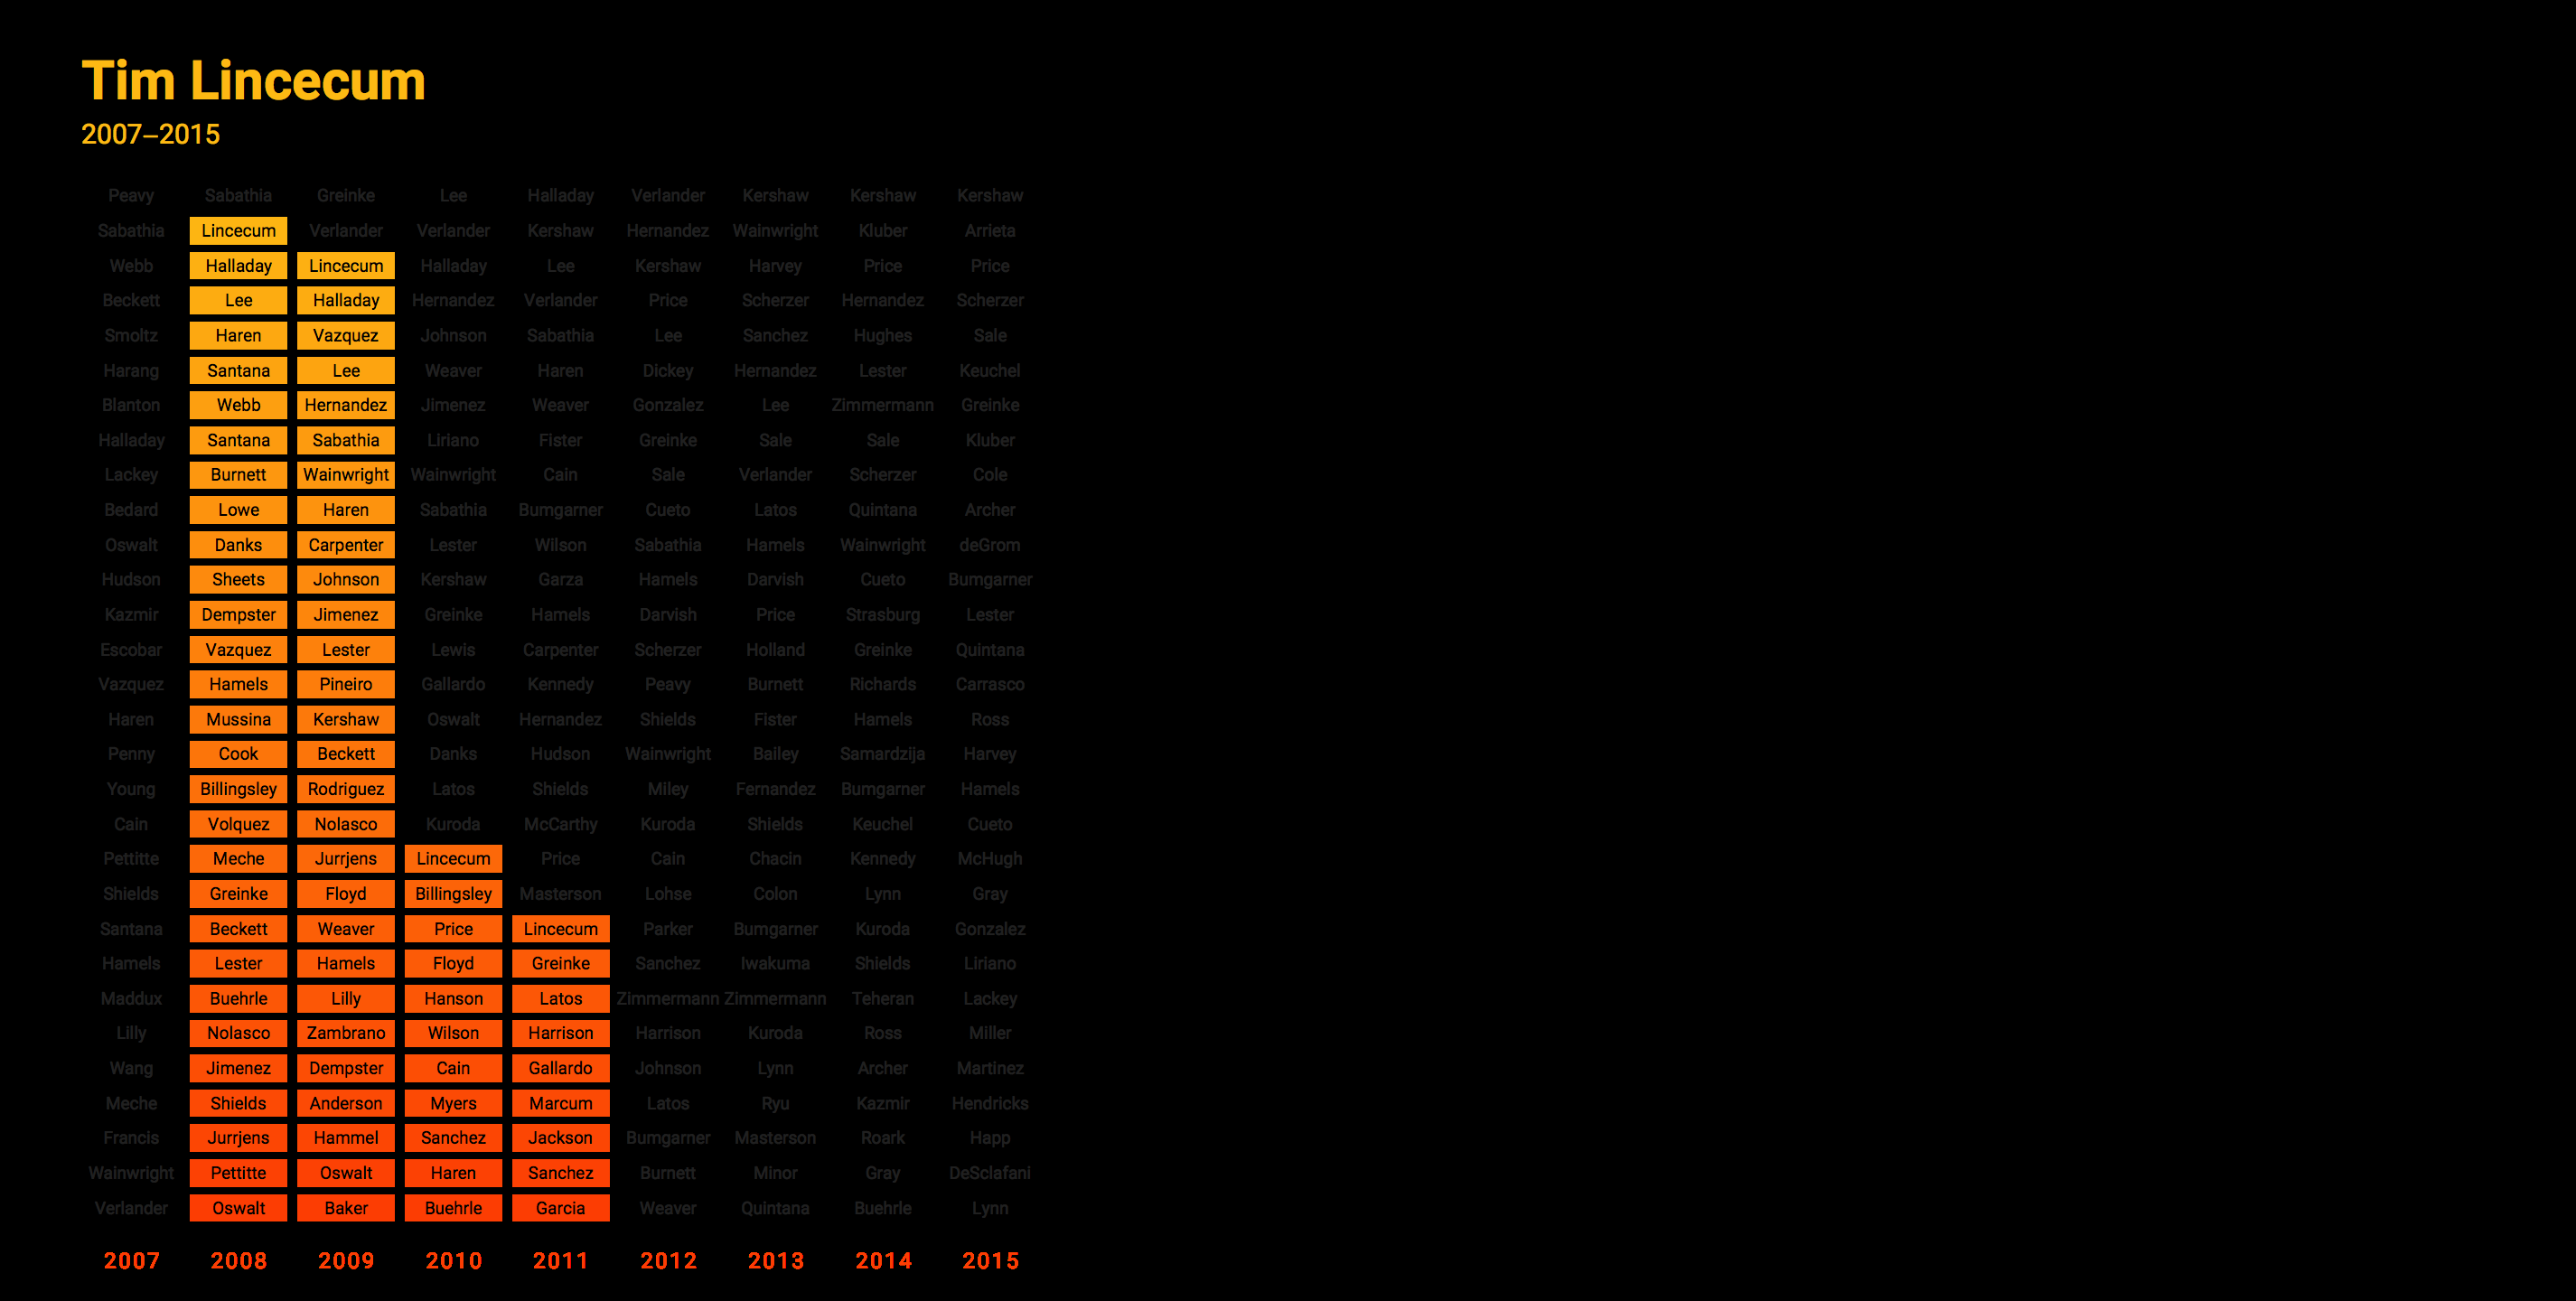 Tim Lincecum
2007–2015
Peavy Sabathia Greinke Lee Halladay Verlander Kershaw Kershaw Kershaw
Sabathia Lincecum Verlander Verlander Kershaw Hernandez Wainwright Kluber Arrieta
Webb Halladay Lincecum Halladay Lee Kershaw Harvey Price Price
Beckett Lee Halladay Hernandez Verlander Price Scherzer Hernandez Scherzer
Smoltz Haren Vazquez Johnson Sabathia Lee Sanchez Hughes Sale
Harang Santana Lee Weaver Haren Dickey Hernandez Lester Keuchel
Blanton Webb Hernandez Jimenez Weaver Gonzalez Lee Zimmermann Greinke
Halladay Santana Sabathia Liriano Fister Greinke Sale Sale Kluber
Lackey Burnett Wainwright Wainwright Cain Sale Verlander Scherzer Cole
Bedard Lowe Haren Sabathia Bumgarner Cueto Latos Quintana Archer
Oswalt Danks Carpenter Lester Wilson Sabathia Hamels Wainwright deGrom
Hudson Sheets Johnson Kershaw Garza Hamels Darvish Cueto Bumgarner
Kazmir Dempster Jimenez Greinke Hamels Darvish Price Strasburg Lester
Escobar Vazquez Lester Lewis Carpenter Scherzer Holland Greinke Quintana
Vazquez Hamels Pineiro Gallardo Kennedy Peavy Burnett Richards Carrasco
Haren Mussina Kershaw Oswalt Hernandez Shields Fister Hamels Ross
Penny Cook Beckett Danks Hudson Wainwright Bailey Samardzija Harvey
Young Billingsley Rodriguez Latos Shields Miley Fernandez Bumgarner Hamels
Cain Volquez Nolasco Kuroda McCarthy Kuroda Shields Keuchel Cueto
Pettitte Meche Jurrjens Lincecum Price Cain Chacin Kennedy McHugh
Shields Greinke Floyd Billingsley Masterson Lohse Colon Lynn Gray
Santana Beckett Weaver Price Lincecum Parker Bumgarner Kuroda Gonzalez
Hamels Lester Hamels Floyd Greinke Sanchez Iwakuma Shields Liriano
Maddux Buehrle Lilly Hanson Latos Zimmermann Zimmermann Teheran Lackey
Lilly Nolasco Zambrano Wilson Harrison Harrison Kuroda Ross Miller
Wang Jimenez Dempster Cain Gallardo Johnson Lynn Archer Martinez
Meche Shields Anderson Myers Marcum Latos Ryu Kazmir Hendricks
Francis Jurrjens Hammel Sanchez Jackson Bumgarner Masterson Roark Happ
Wainwright Pettitte Oswalt Haren Sanchez Burnett Minor Gray DeSclafani
Verlander Oswalt Baker Buehrle Garcia Weaver Quintana Buehrle Lynn
2007 2008 2009 2010 2011 2012 2013 2014 2015